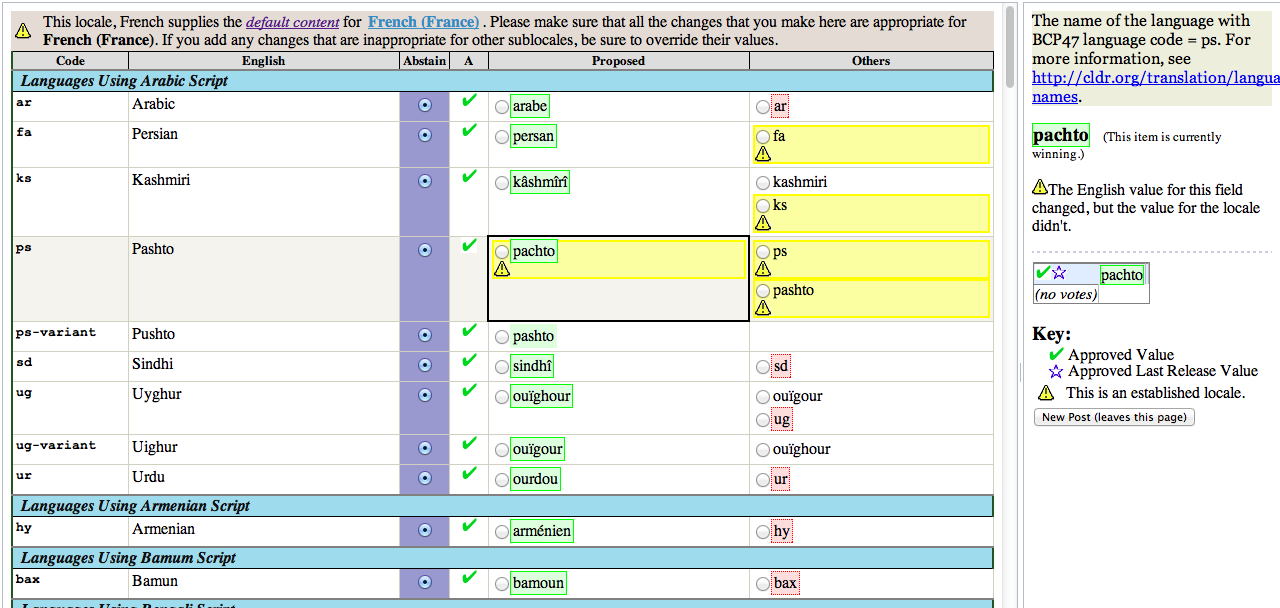 This locale, French supplies the default content for French (France) . Please make sure that all the changes that you make here are appropriate for
French (France). If you add any changes that are inappropriate for other sublocales, be sure to override their values.
Code English Abstain A Proposed Others
Languages Using Arabic Script
ar Arabic arabe ar
fa Persian persan fa
ks Kashmiri kâshmîrî kashmiri
ks
ps Pashto pachto ps
pashto
ps-variant Pushto pashto
sd Sindhi sindhî sd
ug Uyghur ouïghour ouïgour
ug
ug-variant Uighur ouïgour ouïghour
ur Urdu ourdou ur
Languages Using Armenian Script
hy Armenian arménien hy
Languages Using Bamum Script
bax Bamun bamoun bax
Languages Using Bengali Script
The name of the language with
BCP47 language code = ps. For
more information, see
http://cldr.org/translation/langua
names.
pachto (This item is currently
winning.)
The English value for this field
changed, but the value for the locale
didn't.
pachto
(no votes)
Key:
Approved Value
Approved Last Release Value
This is an established locale.
New Post (leaves this page)